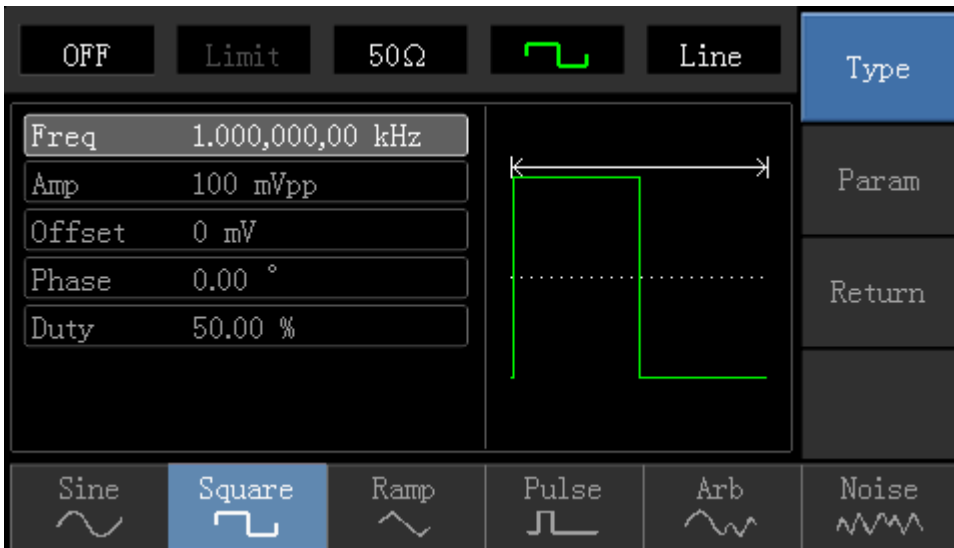 OFF Limit 50Ω Line Type
Freq 1.000,000,00 kHz
Amp 100 mVpp
Param
Offset 0 mV
Phase 0.00 °
Return
Duty 50.00 %
Sine Square Ramp Pulse Arb Noise